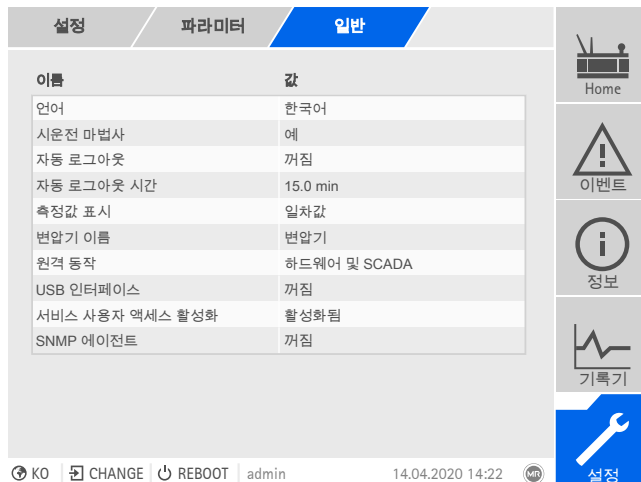 설정 파라미터 일반
이름 값
언어 한국어
시운전 마법사 예
자동 로그아웃 꺼짐
자동 로그아웃 시간 15.0 min
측정값 표시 일차값
변압기 이름 변압기
원격 동작 하드웨어 및 SCADA
USB 인터페이스 꺼짐
서비스 사용자 액세스 활성화 활성화됨
SNMP 에이전트 꺼짐
Home
이벤트
정보
기록기
설정
KO CHANGE REBOOT admin 14.04.2020 14:22 MR